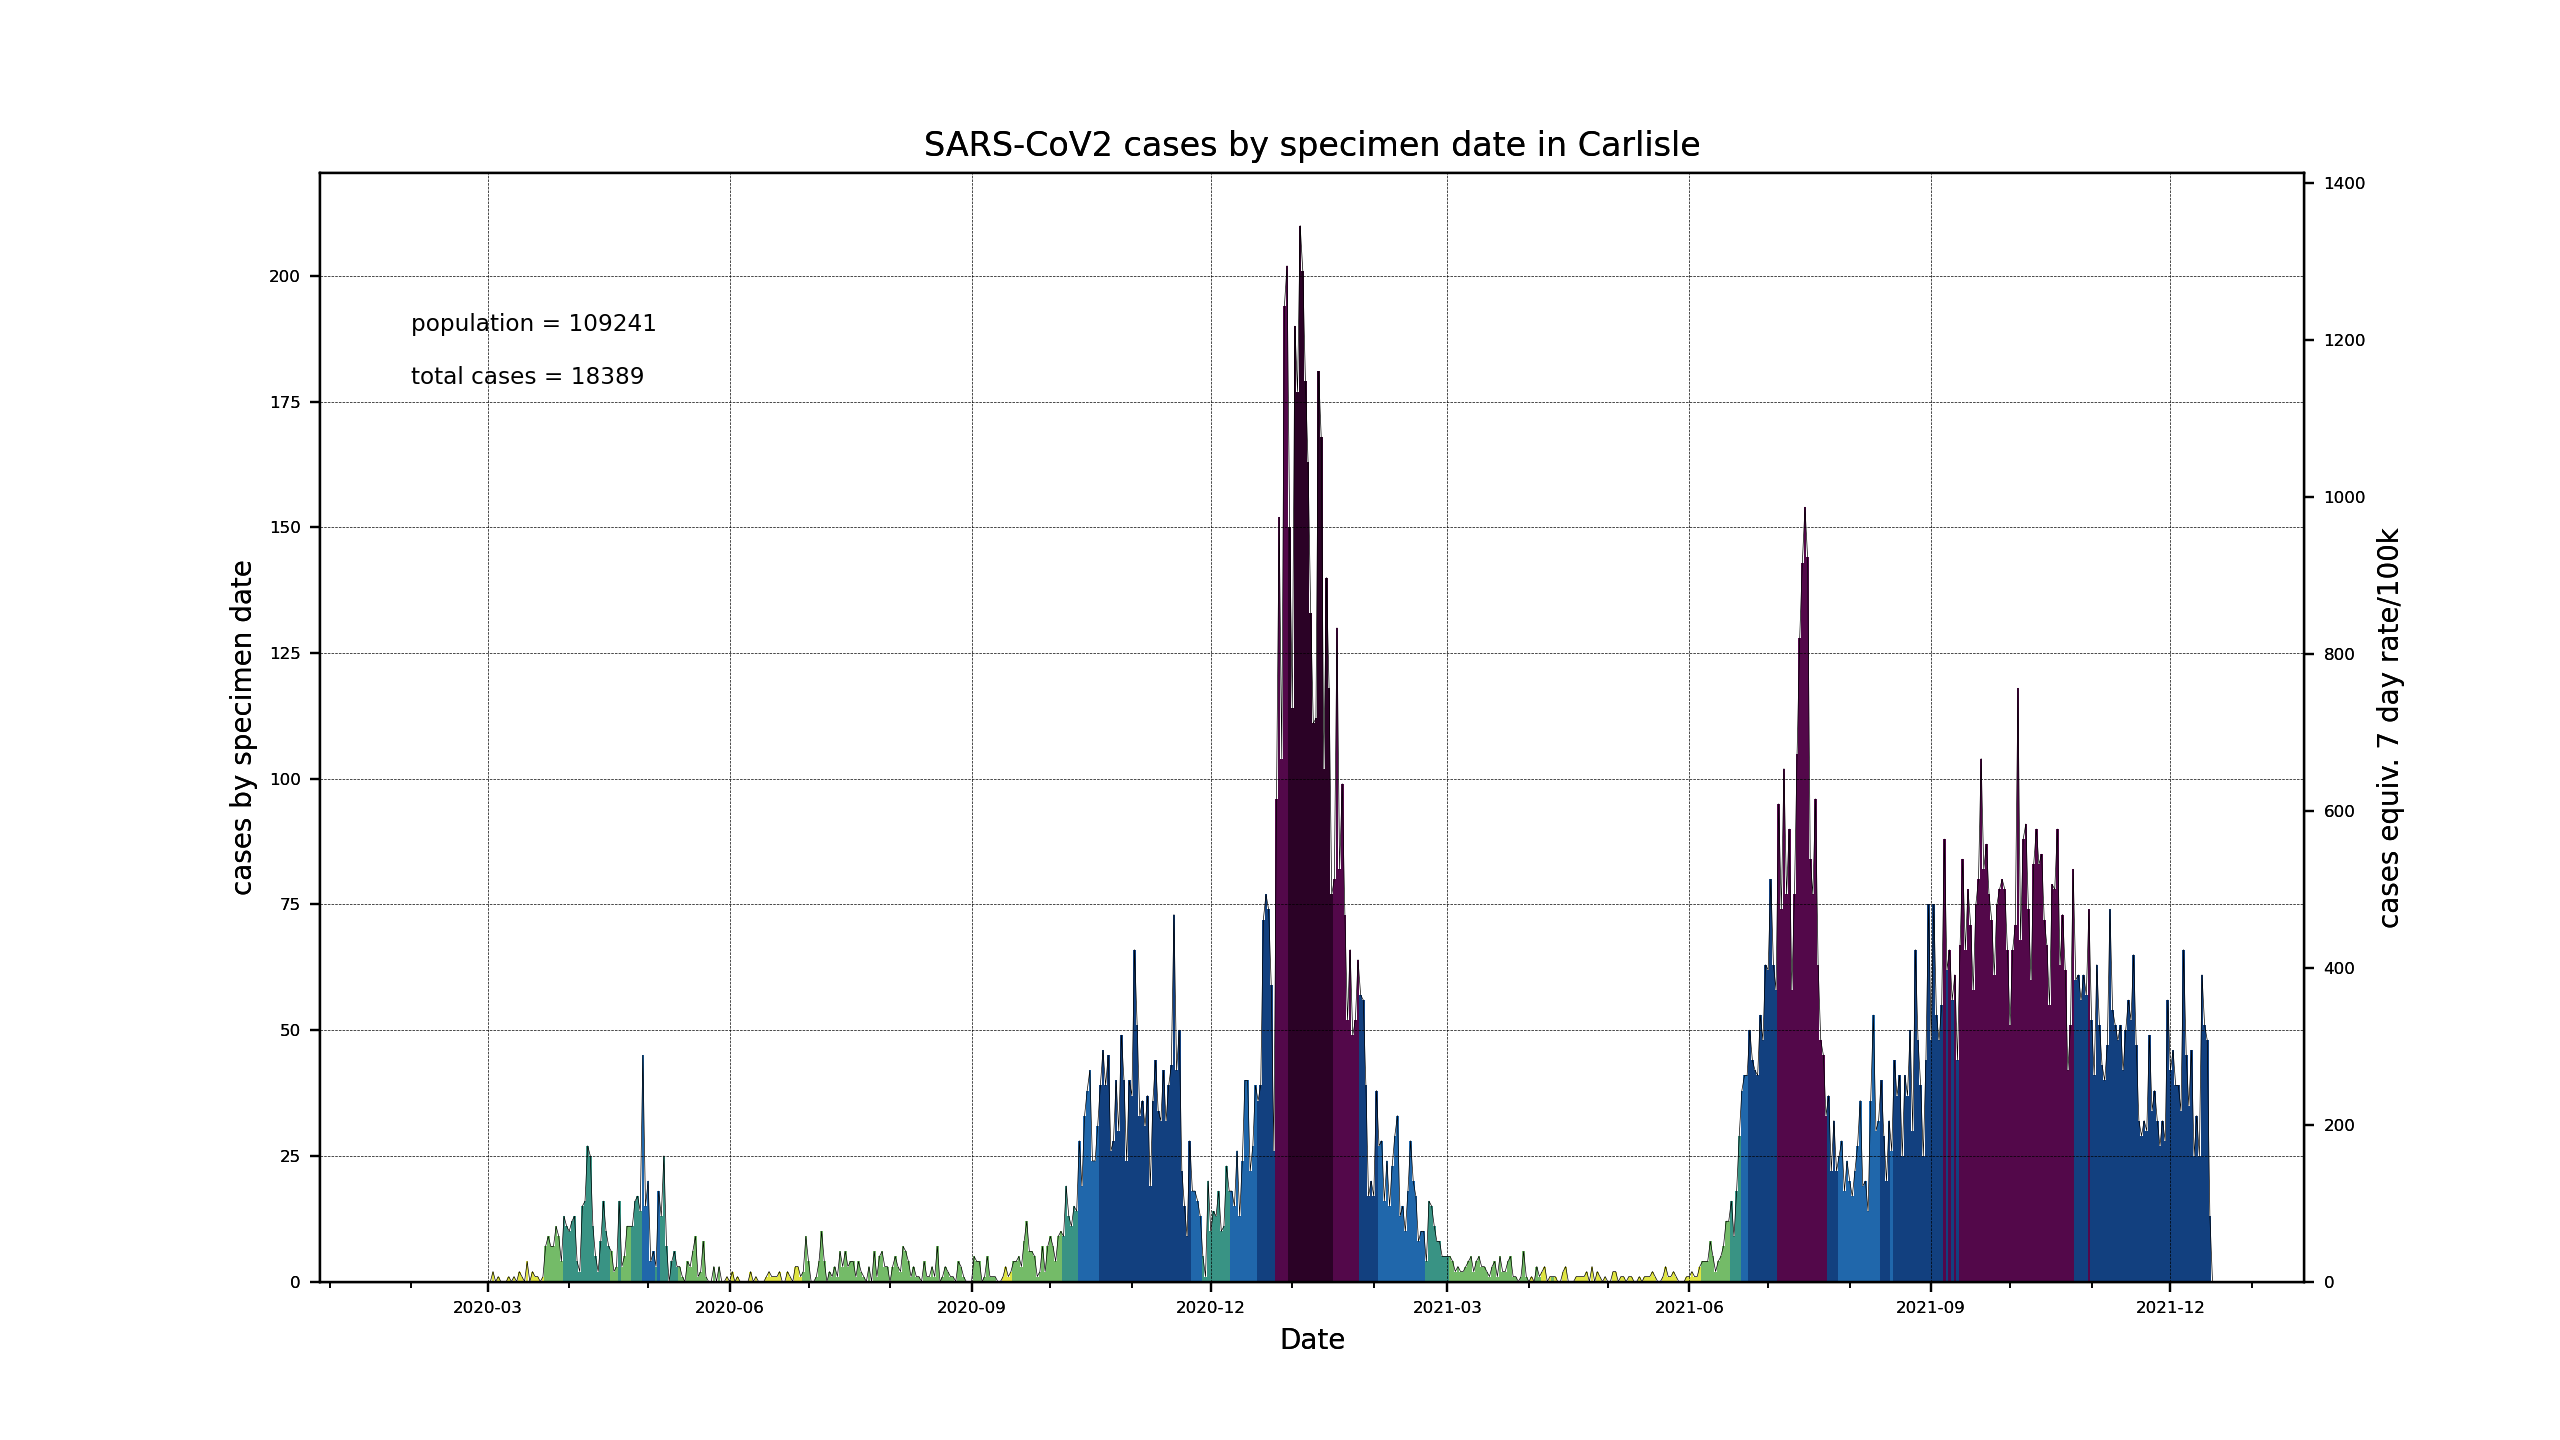 SARS-CoV2 cases by specimen date in Carlisle
population = 109241
total cases = 18389
cases by specimen date
200
175
150
125
100
75
50
25
0
1400
1200
1000
800
600
400
200
0
cases equiv. 7 day rate/100k
2020-03 2020-06 2020-09 2020-12 2021-03 2021-06 2021-09 2021-12
Date